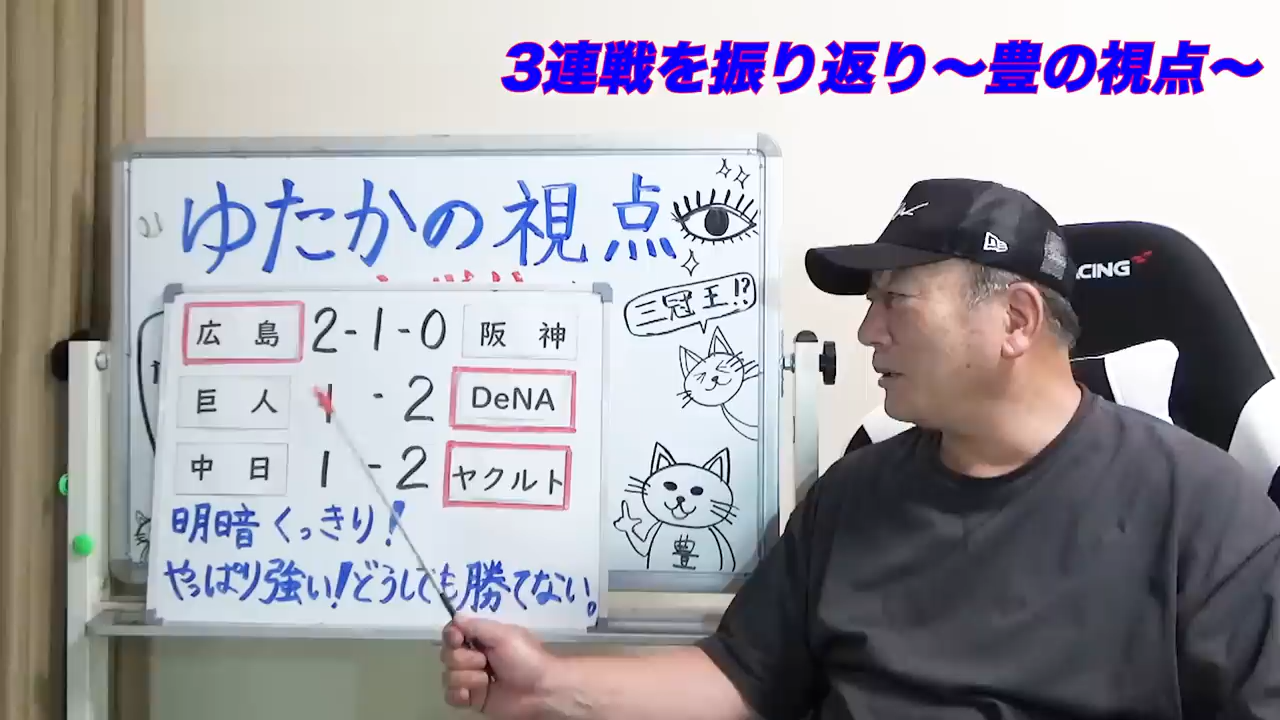 3連戦を振り返り〜豊の視点〜
ゆたかの視点
三冠王!?
広島 2-1-0 阪神
巨人 1-2 DeNA
中日 1-2 ヤクルト
明暗くっきり!
やっぱり強い!どうしても勝てない。
豊
CING